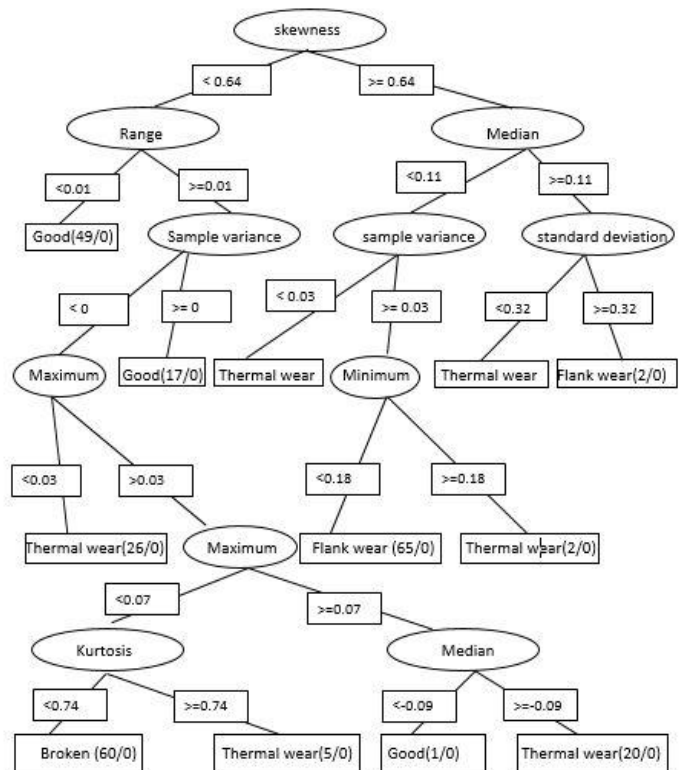 skewness
< 0.64
>= 0.64
Range
Median
<0.01
>=0.01
<0.11
>=0.11
Good(49/0)
Sample variance
sample variance
standard deviation
< 0
>= 0
< 0.03
>= 0.03
<0.32
>=0.32
Maximum
Good(17/0)
Thermal wear
Minimum
Thermal wear
Flank wear(2/0)
<0.03
>0.03
<0.18
>=0.18
Thermal wear(26/0)
Maximum
Flank wear (65/0)
Thermal wear(2/0)
<0.07
>=0.07
Kurtosis
Median
<0.74
>=0.74
<-0.09
>=-0.09
Broken (60/0)
Thermal wear(5/0)
Good(1/0)
Thermal wear(20/0)